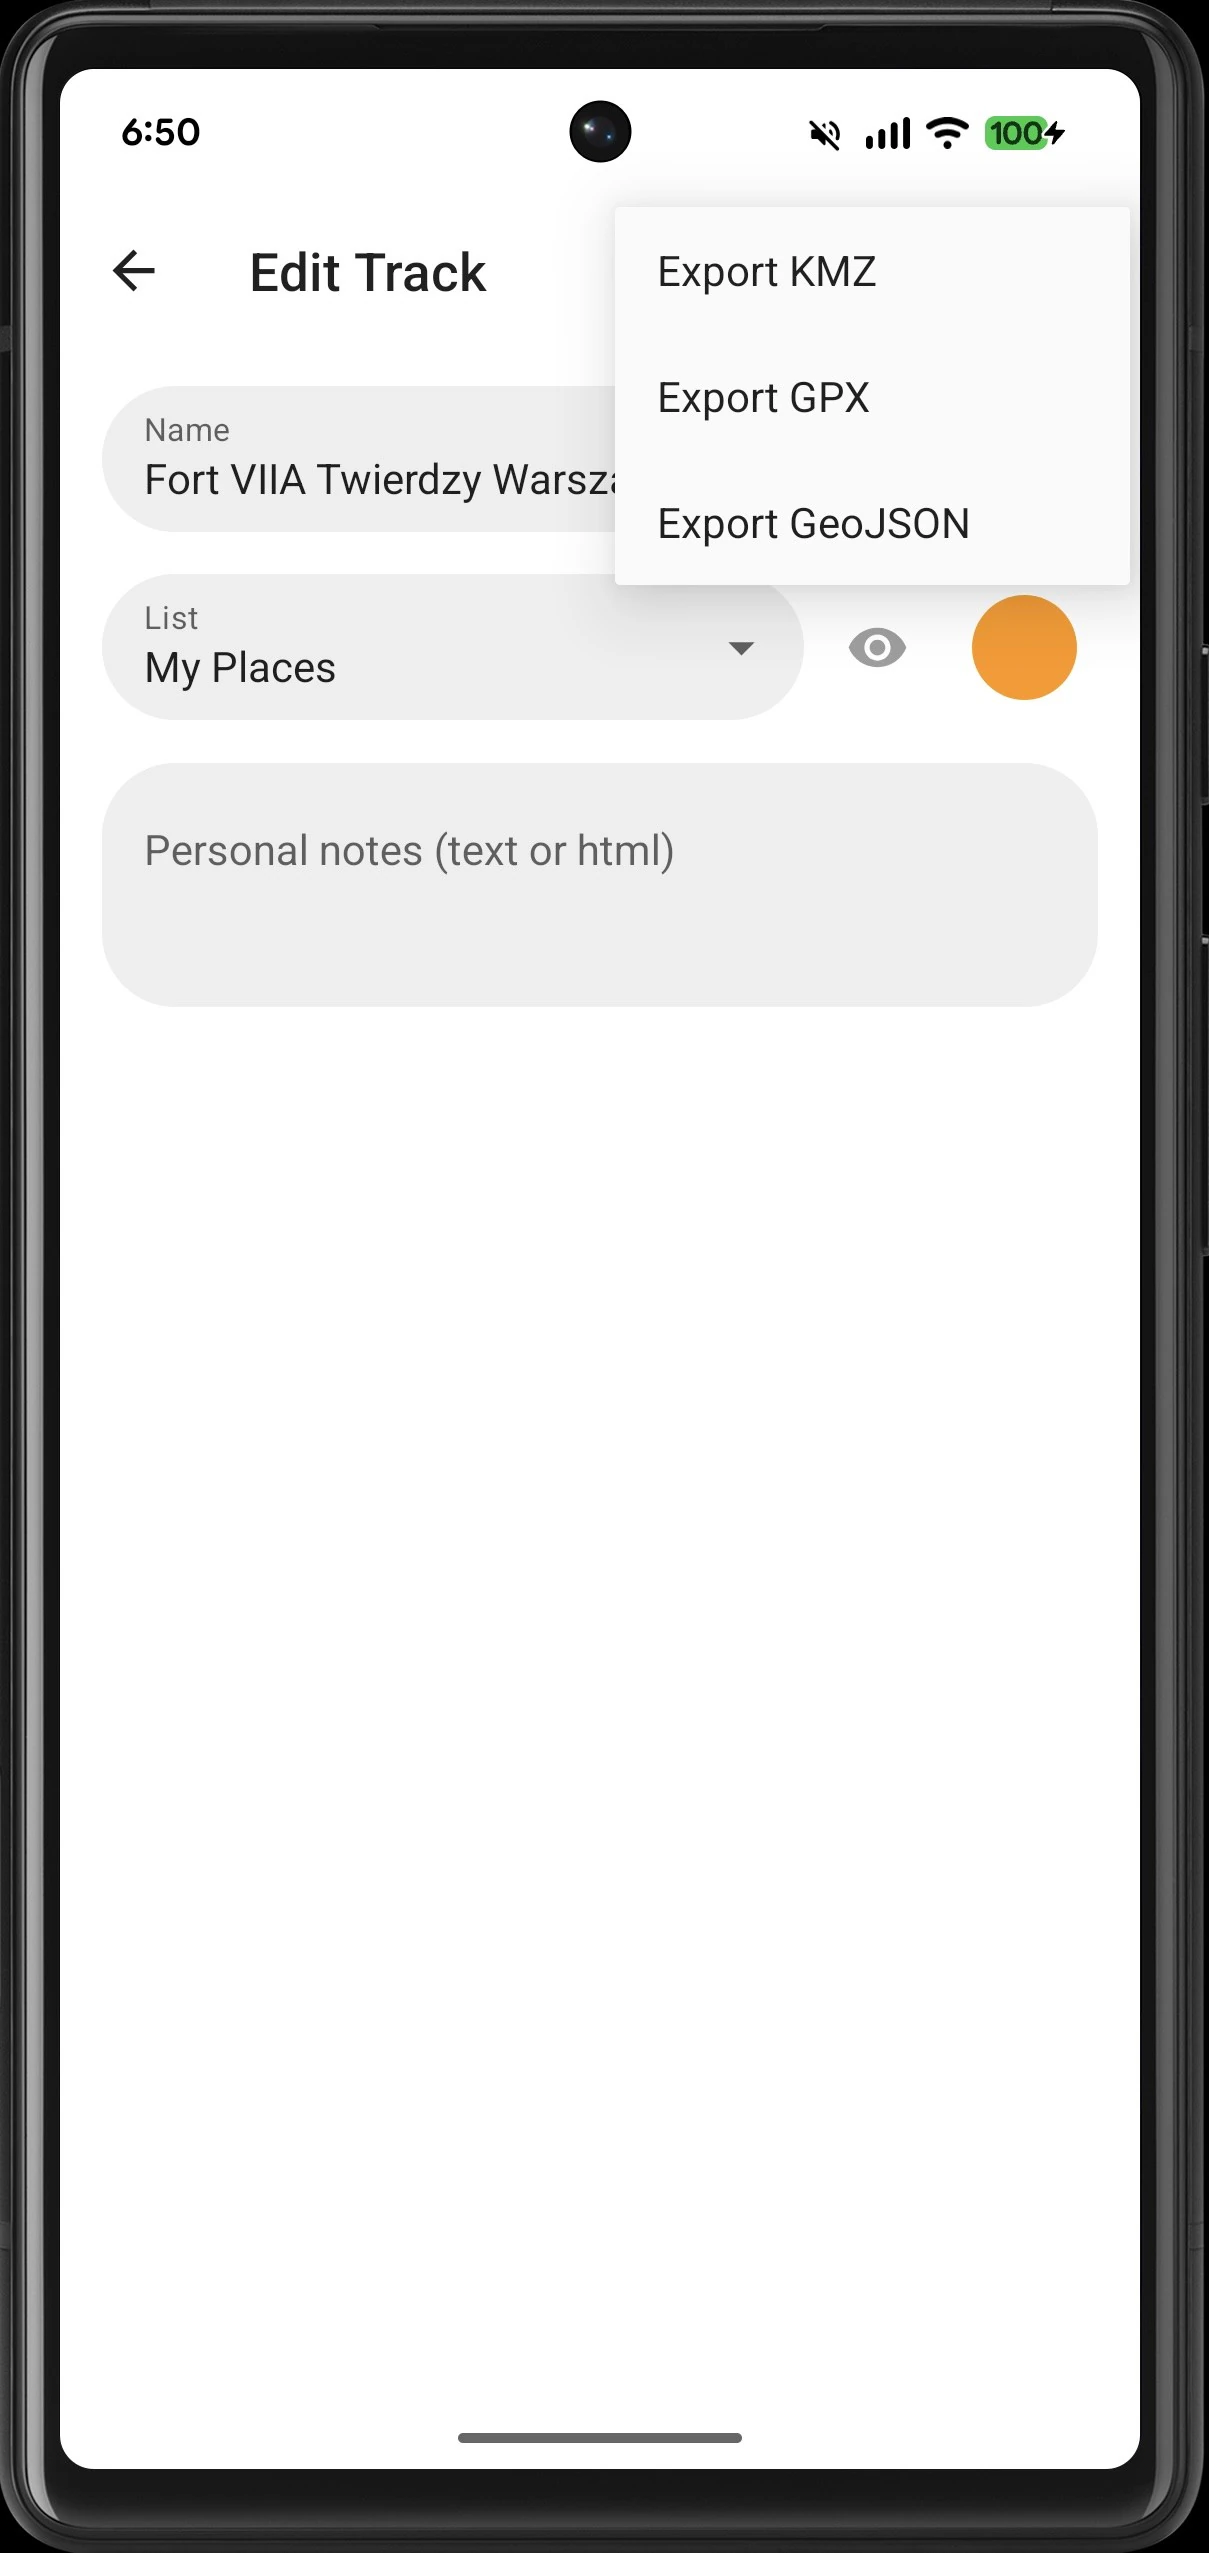 6:50
100
Edit Track
Export KMZ
Export GPX
Export GeoJSON
Name
Fort VIIA Twierdzy
List
My Places
Personal notes (text or html)